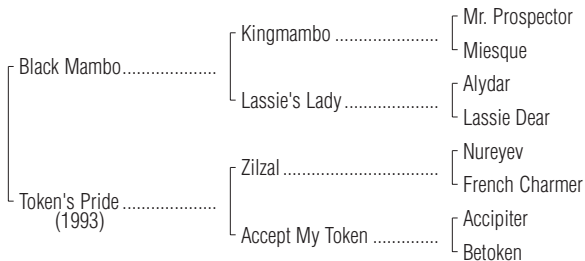 Mr. Prospector
Kingmambo ...................
Miesque
Black Mambo.....................
Alydar
Lassie's Lady...................
Lassie Dear
Nureyev
Zilzal ...............................
French Charmer
Token's Pride .....................
(1993)
Accipiter
Accept My Token .............
Betoken